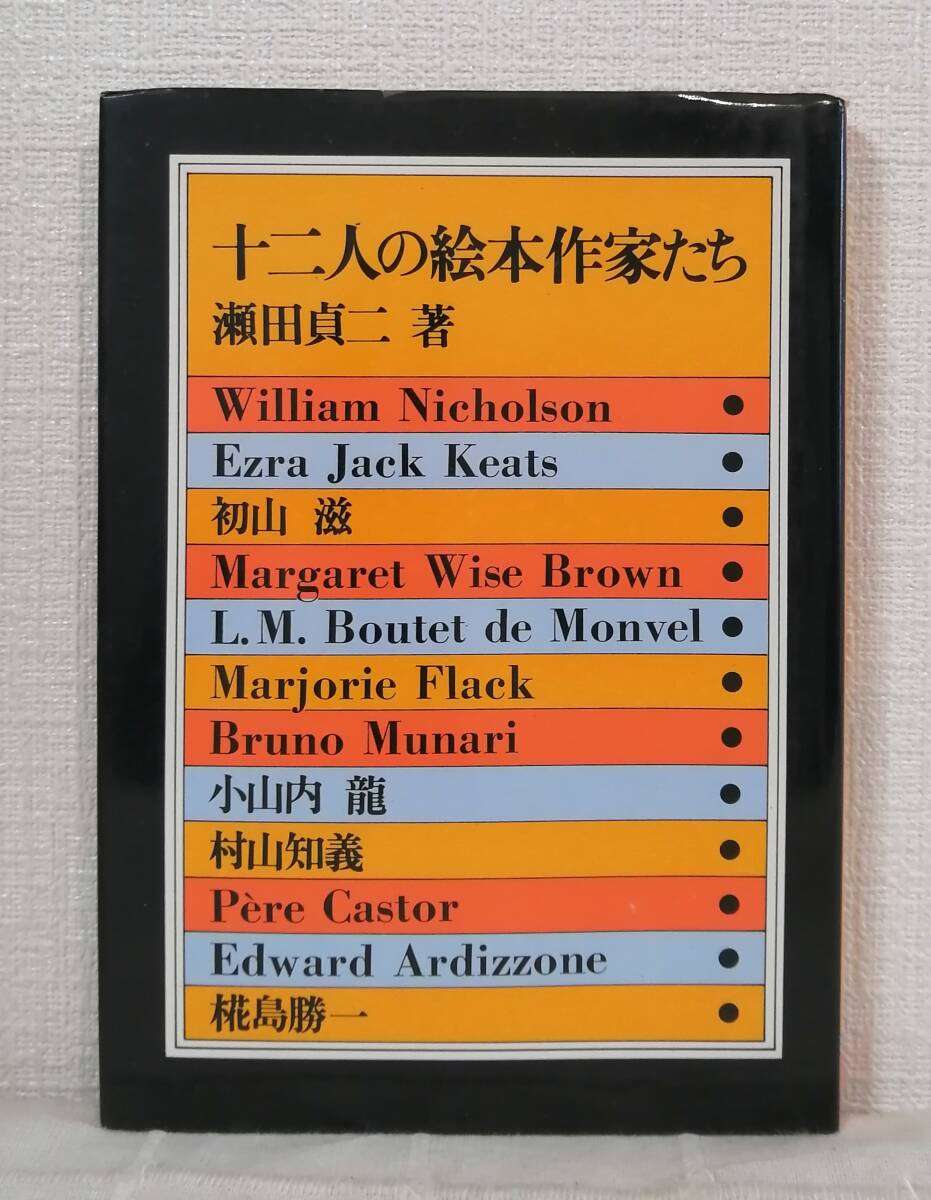 十二人の絵本作家たち
瀬田貞二 著
William Nicholson ●
Ezra Jack Keats ●
初山 滋 ●
Margaret Wise Brown ●
L.M. Boutet de Monvel ●
Marjorie Flack ●
Bruno Munari ●
小山内 龍 ●
村山知義 ●
Père Castor ●
Edward Ardizzone ●
椛島勝一 ●